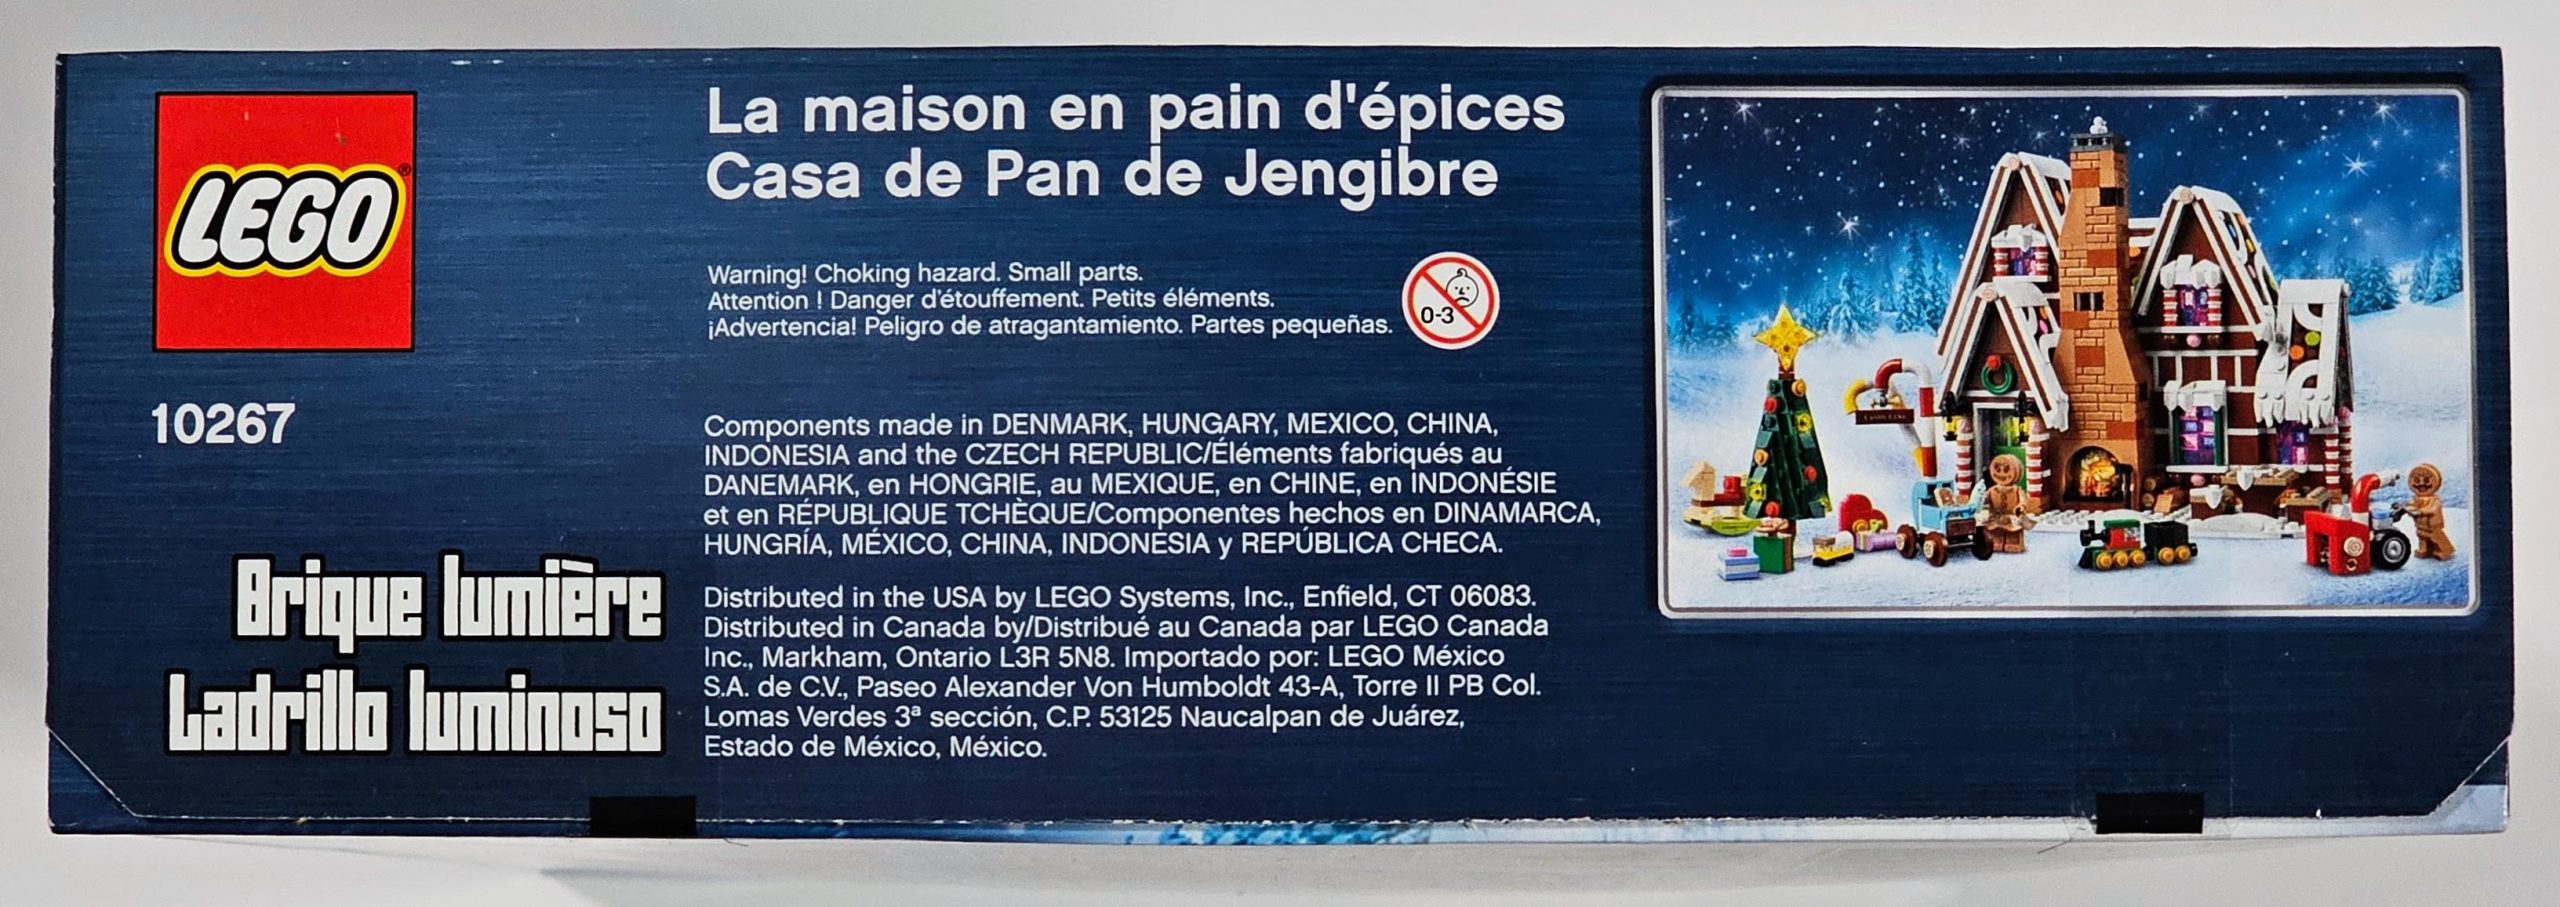 LEGO®
10267
Brique lumière
Ladrillo luminoso
La maison en pain d'épices
Casa de Pan de Jengibre
Warning! Choking hazard. Small parts.
Attention ! Danger d'étouffement. Petits éléments.
¡Advertencia! Peligro de atragantamiento. Partes pequeñas.
0-3
Components made in DENMARK, HUNGARY, MEXICO, CHINA,
INDONESIA and the CZECH REPUBLIC/Éléments fabriqués au
DANEMARK, en HONGRIE, au MEXIQUE, en CHINE, en INDONÉSIE
et en RÉPUBLIQUE TCHÈQUE/Componentes hechos en DINAMARCA,
HUNGRÍA, MÉXICO, CHINA, INDONESIA y REPÚBLICA CHECA.
Distributed in the USA by LEGO Systems, Inc., Enfield, CT 06083.
Distributed in Canada by/Distribué au Canada par LEGO Canada
Inc., Markham, Ontario L3R 5N8. Importado por: LEGO México
S.A. de C.V., Paseo Alexander Von Humboldt 43-A, Torre II PB Col.
Lomas Verdes 3ª sección, C.P. 53125 Naucalpan de Juárez,
Estado de México, México.